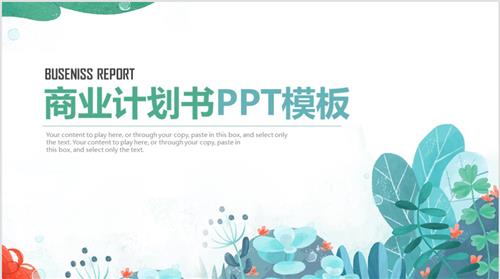 BUSENISS REPORT
商业计划书PPT模板
Your content to play here, or through your copy, paste in this box, and select only
the text. Your content to play here, or through your copy, paste in
this box, and select only the text.